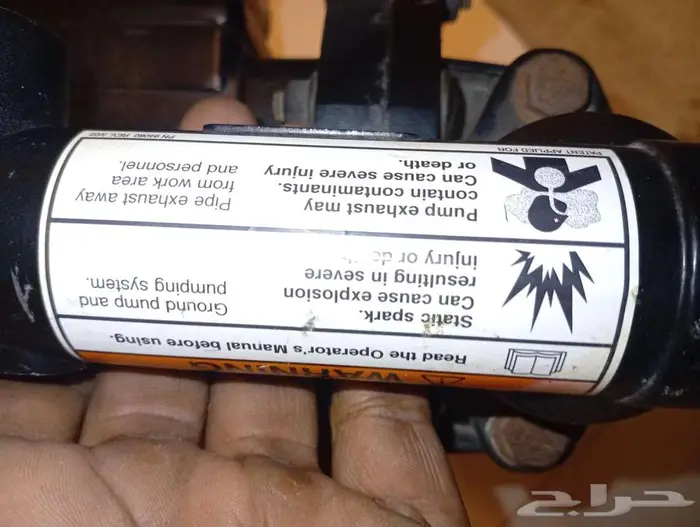 WARNING
Read the Operator's Manual before using.
Static spark.
Can cause explosion
resulting in severe
injury or death
Ground pump and
pumping system.
Pump exhaust may
contain contaminants.
Can cause severe injury
or death.
Pipe exhaust away
from work area
and personnel.
PATENT APPLIED FOR
حراج